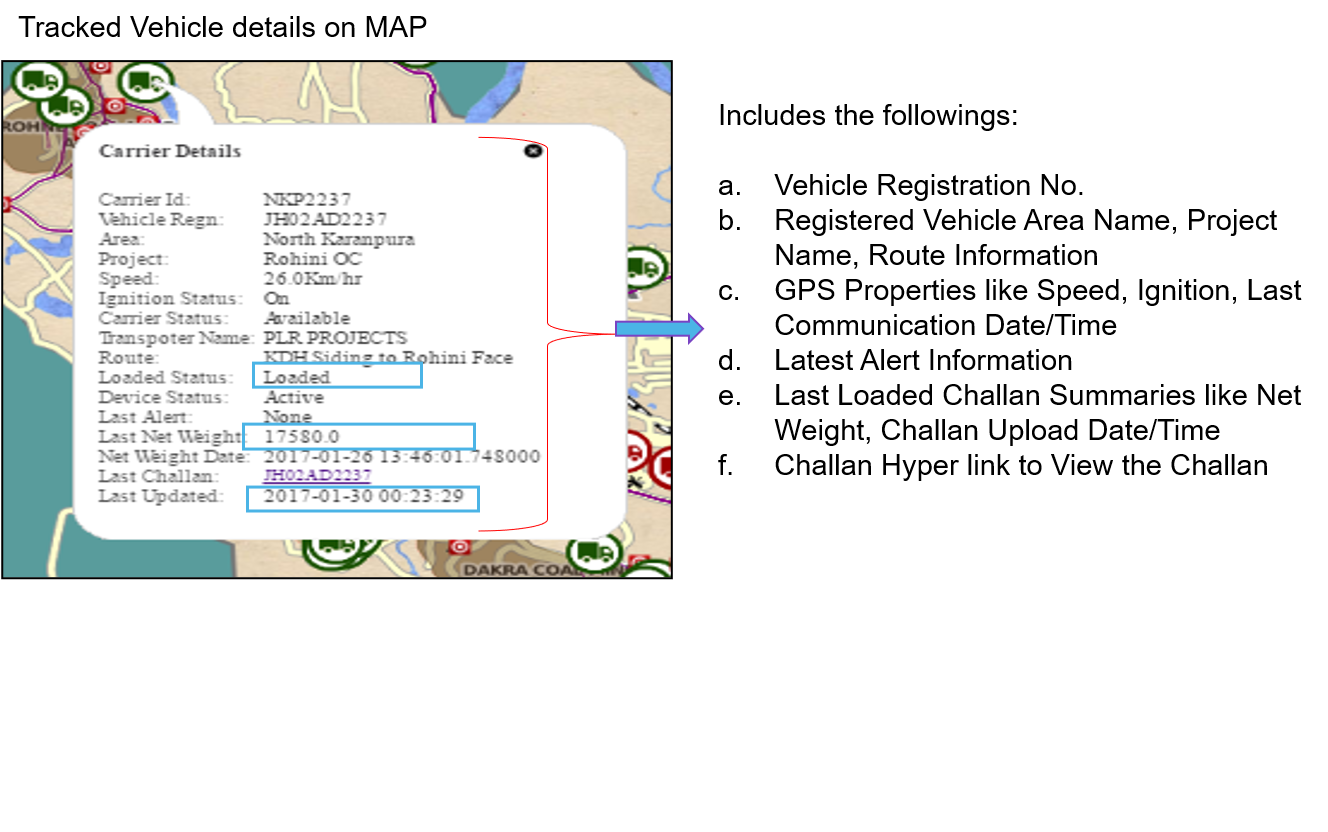 Tracked Vehicle details on MAP
Carrier Details
Carrier Id: NKP2237
Vehicle Regn: JH02AD2237
Area: North Karanpura
Project: Rohini OC
Speed: 26.0Km/hr
Ignition Status: On
Carrier Status: Available
Transpoter Name: PLR PROJECTS
Route: KDH Siding to Rohini Face
Loaded Status: Loaded
Device Status: Active
Last Alert: None
Last Net Weight: 17580.0
Net Weight Date: 2017-01-26 13:46:01.748000
Last Challan: JH02AD2237
Last Updated: 2017-01-30 00:23:29
DAKRA
Includes the followings:
a. Vehicle Registration No.
b. Registered Vehicle Area Name, Project
Name, Route Information
c. GPS Properties like Speed, Ignition, Last
Communication Date/Time
d. Latest Alert Information
e. Last Loaded Challan Summaries like Net
Weight, Challan Upload Date/Time
f. Challan Hyper link to View the Challan